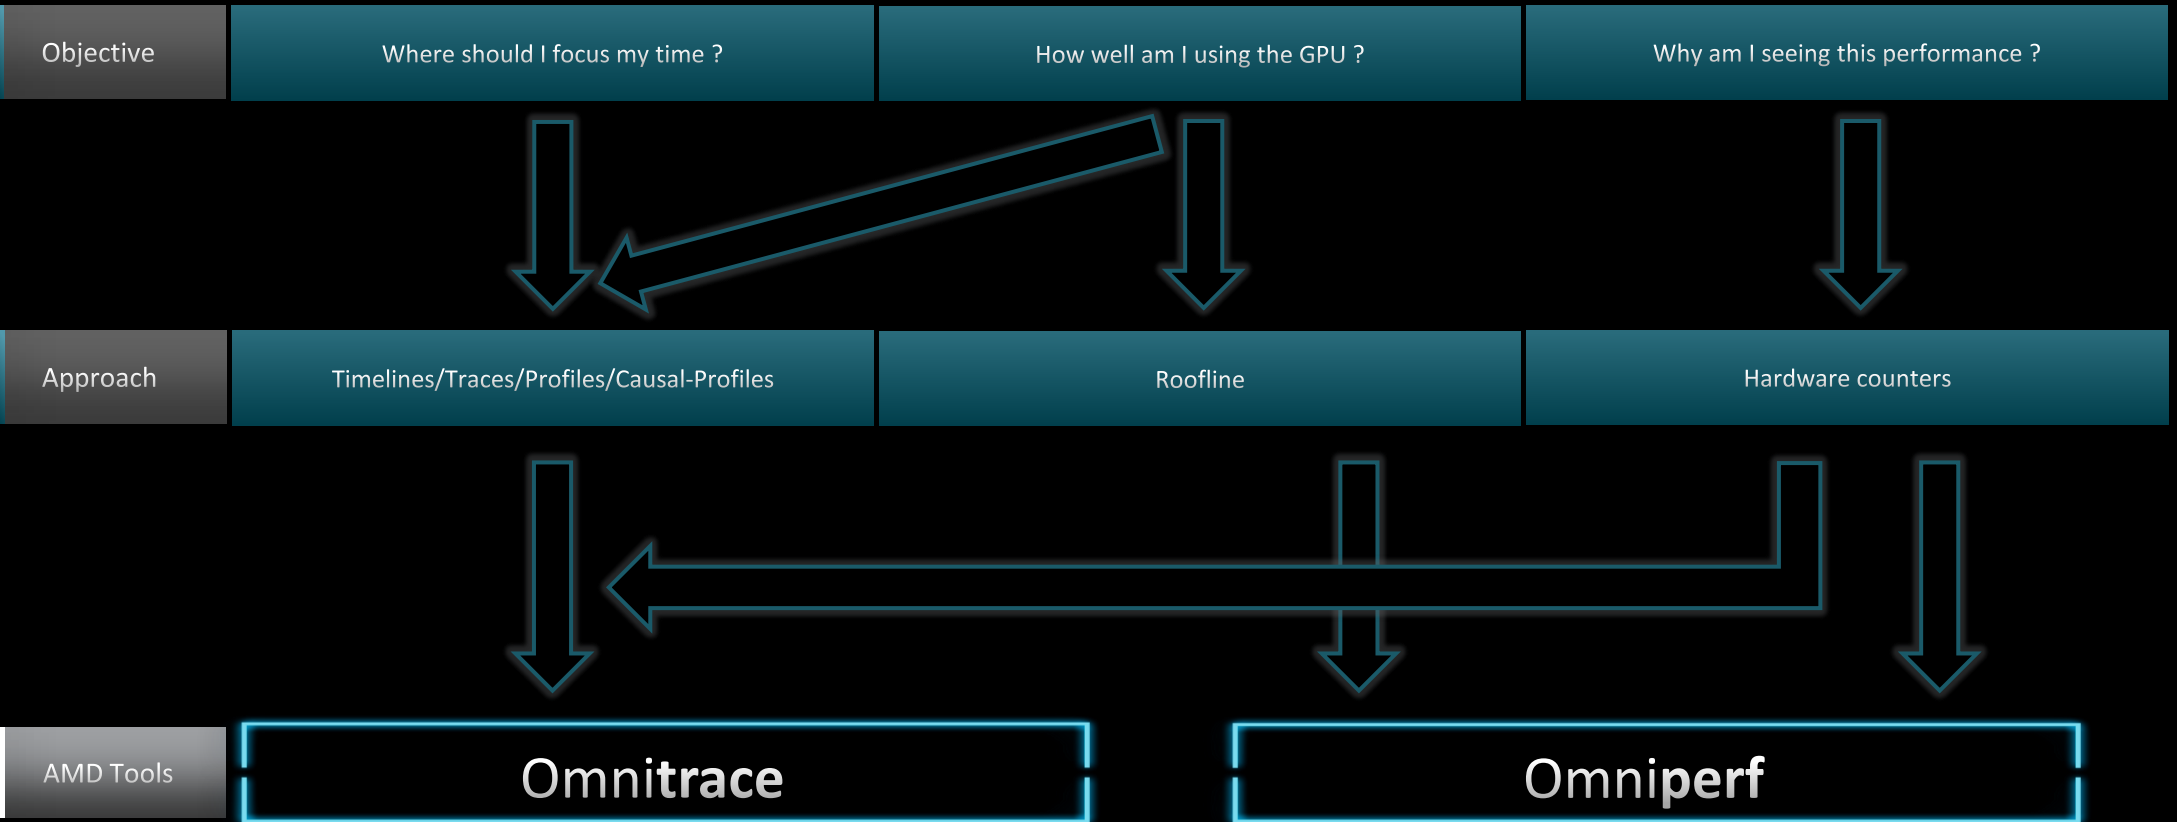 Objective
Where should I focus my time ?
How well am I using the GPU ?
Why am I seeing this performance ?
Approach
Timelines/Traces/Profiles/Causal-Profiles
Roofline
Hardware counters
AMD Tools
Omnitrace
Omniperf